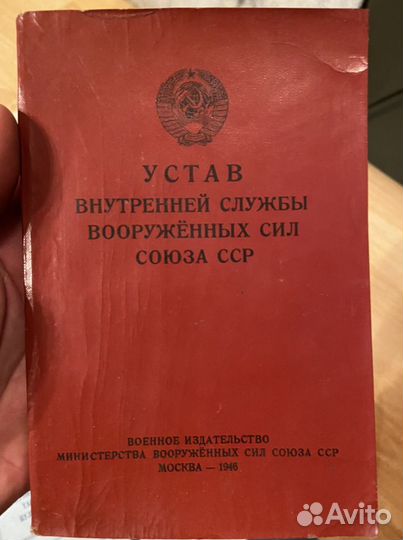 УСТАВ
ВНУТРЕННЕЙ СЛУЖБЫ
ВООРУЖЁННЫХ СИЛ
СОЮЗА ССР
ВОЕННОЕ ИЗДАТЕЛЬСТВО
МИНИСТЕРСТВА ВООРУЖЁННЫХ СИЛ СОЮЗА ССР
МОСКВА — 1946
Avito